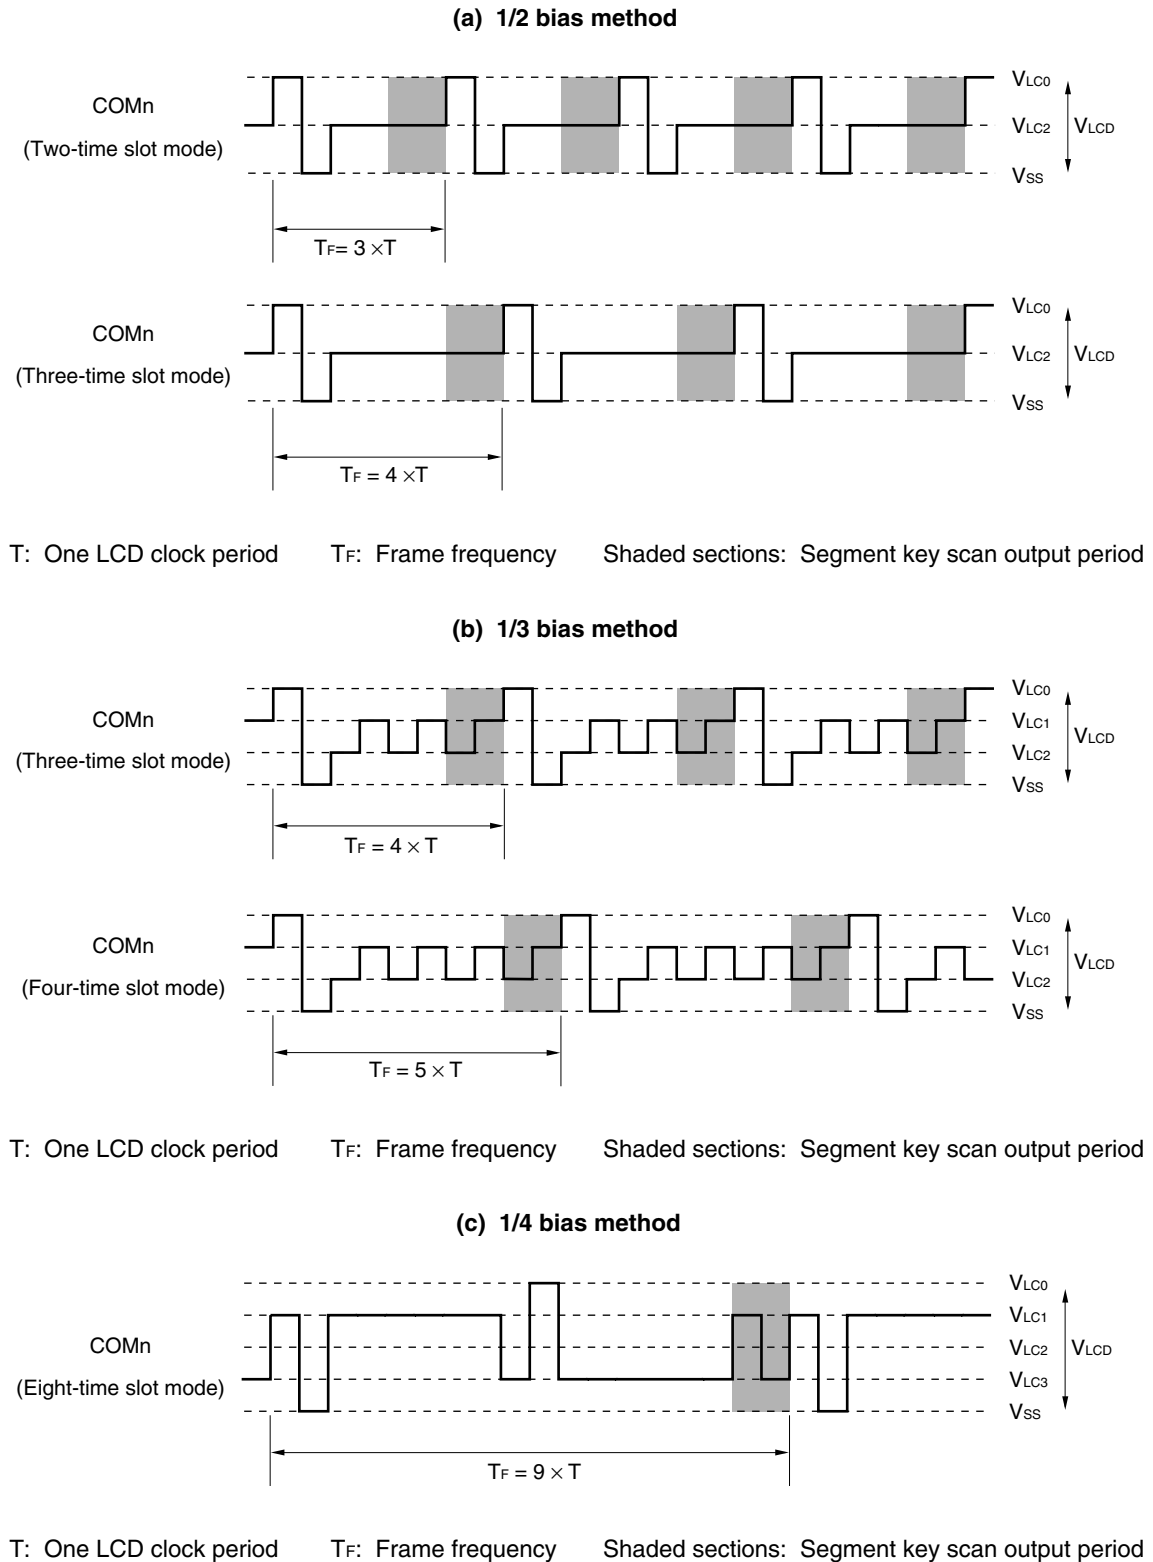 (a) 1/2 bias method
COMn
(Two-time slot mode)
VLC0
VLC2
VSS
VLCD
TF= 3 ×T
COMn
(Three-time slot mode)
VLC0
VLC2
VSS
VLCD
TF = 4 ×T
T: One LCD clock period TF: Frame frequency Shaded sections: Segment key scan output period
(b) 1/3 bias method
COMn
(Three-time slot mode)
VLC0
VLC1
VLC2
VSS
VLCD
TF = 4 × T
COMn
(Four-time slot mode)
VLC0
VLC1
VLC2
VSS
VLCD
TF = 5 × T
T: One LCD clock period TF: Frame frequency Shaded sections: Segment key scan output period
(c) 1/4 bias method
COMn
(Eight-time slot mode)
VLC0
VLC1
VLC2
VLC3
VSS
VLCD
TF = 9 × T
T: One LCD clock period TF: Frame frequency Shaded sections: Segment key scan output period